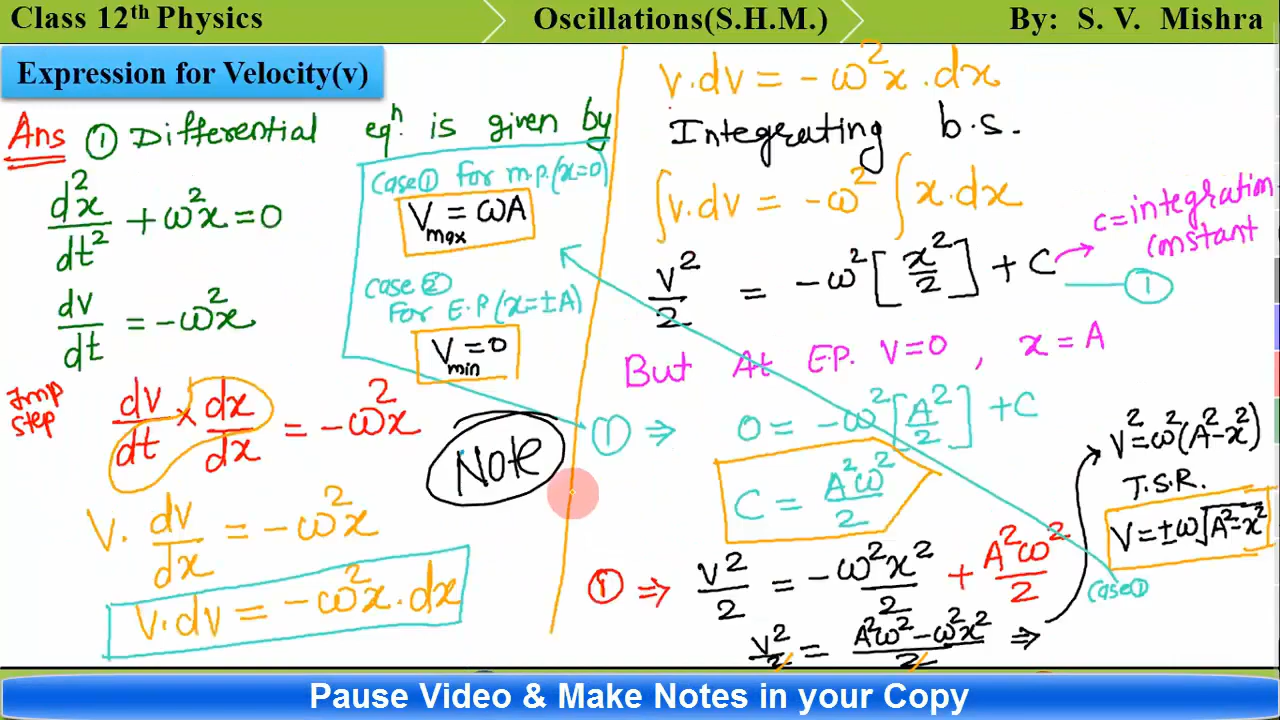 Class 12th Physics
Oscillations(S.H.M.)
By: S. V. Mishra
Expression for Velocity(v)
Ans ① Differential eqⁿ is given by
d²x/dt² + ω²x = 0
dv/dt = -ω²x
Imp step
dv/dt × dx/dx = -ω²x
V. dv/dx = -ω²x
V.dv = -ω²x.dx
Case① For m.p.(x=0)
Vmax = ωA
Case②
For E.P(x=±A)
Vmin = 0
Note
V.dv = -ω²x.dx
Integrating b.s.
∫v.dv = -ω² ∫x.dx
V²/2 = -ω² [x²/2] + C
C = integration constant
①
But At E.P. V=0, x = A
① ⇒ 0 = -ω² [A²/2] + C
C = A²ω²/2
① ⇒ V²/2 = -ω²x²/2 + A²ω²/2
V²/2 = A²ω² - ω²x²/2 ⇒
V² = ω²(A²-x²)
T.S.R.
V = ±ω√A²-x²
Case①
Pause Video & Make Notes in your Copy